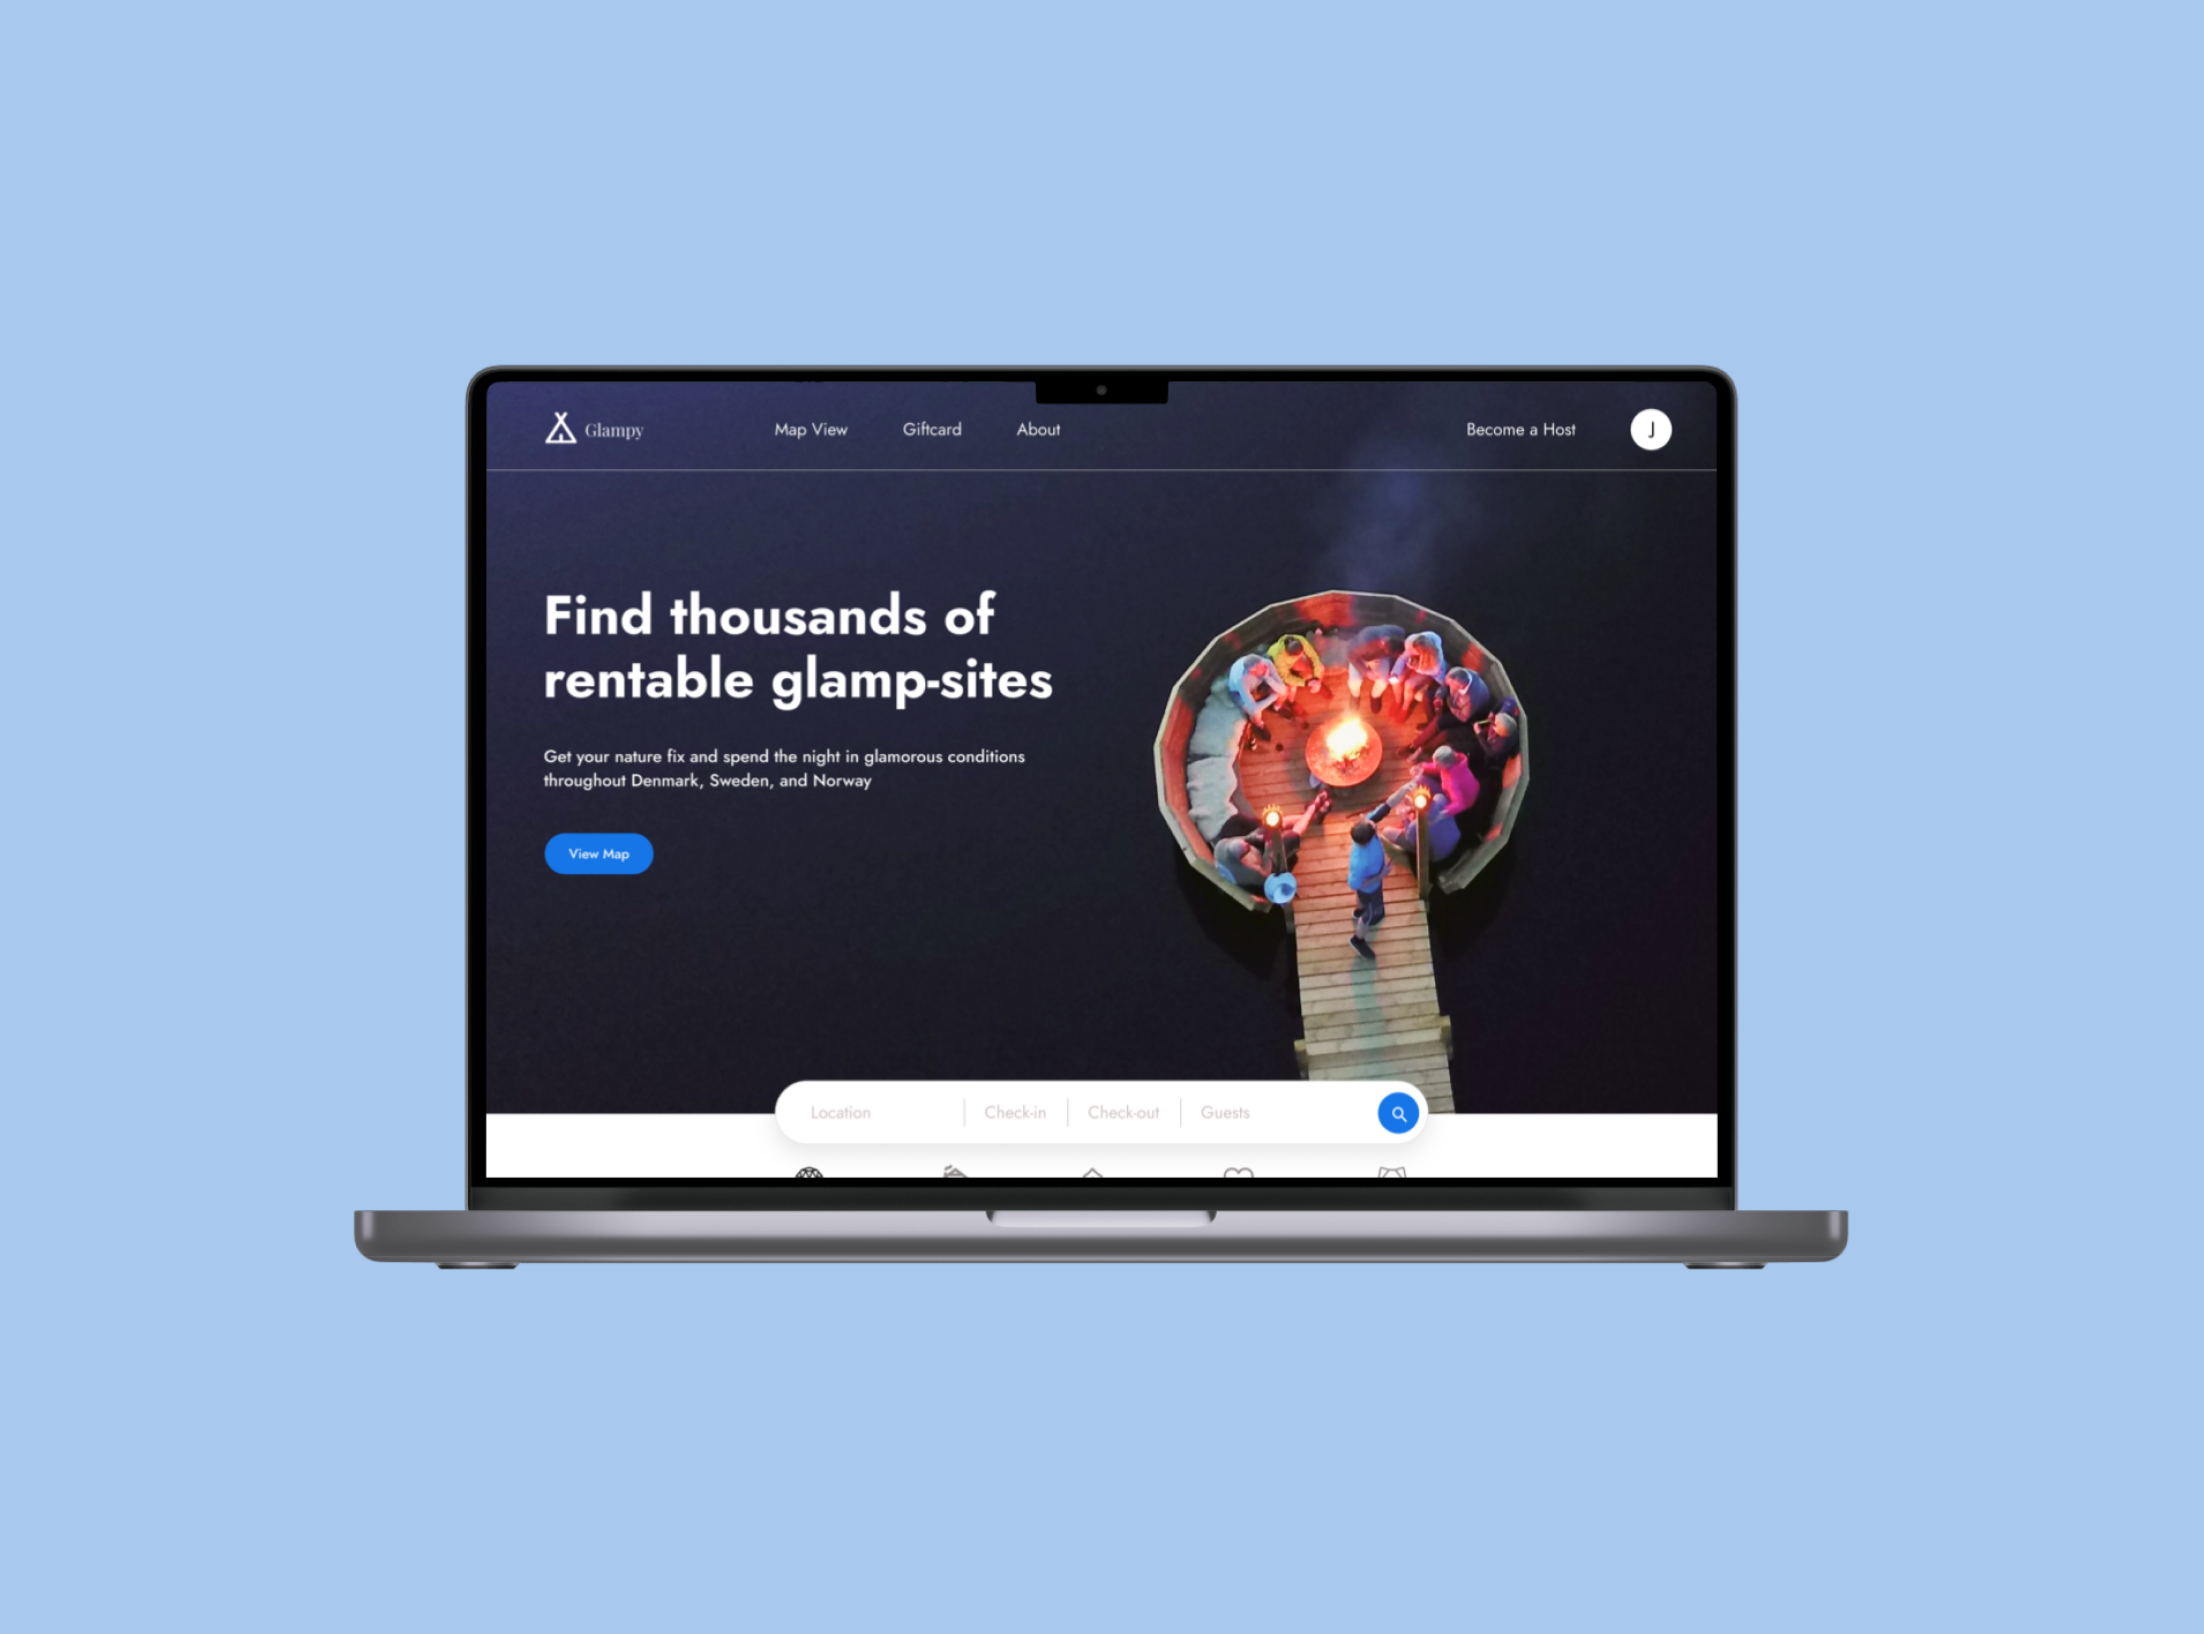 Glampy
Map View
Giftcard
About
Become a Host
J
Find thousands of
rentable glamp-sites
Get your nature fix and spend the night in glamorous conditions
throughout Denmark, Sweden, and Norway
View Map
Location
Check-in
Check-out
Guests